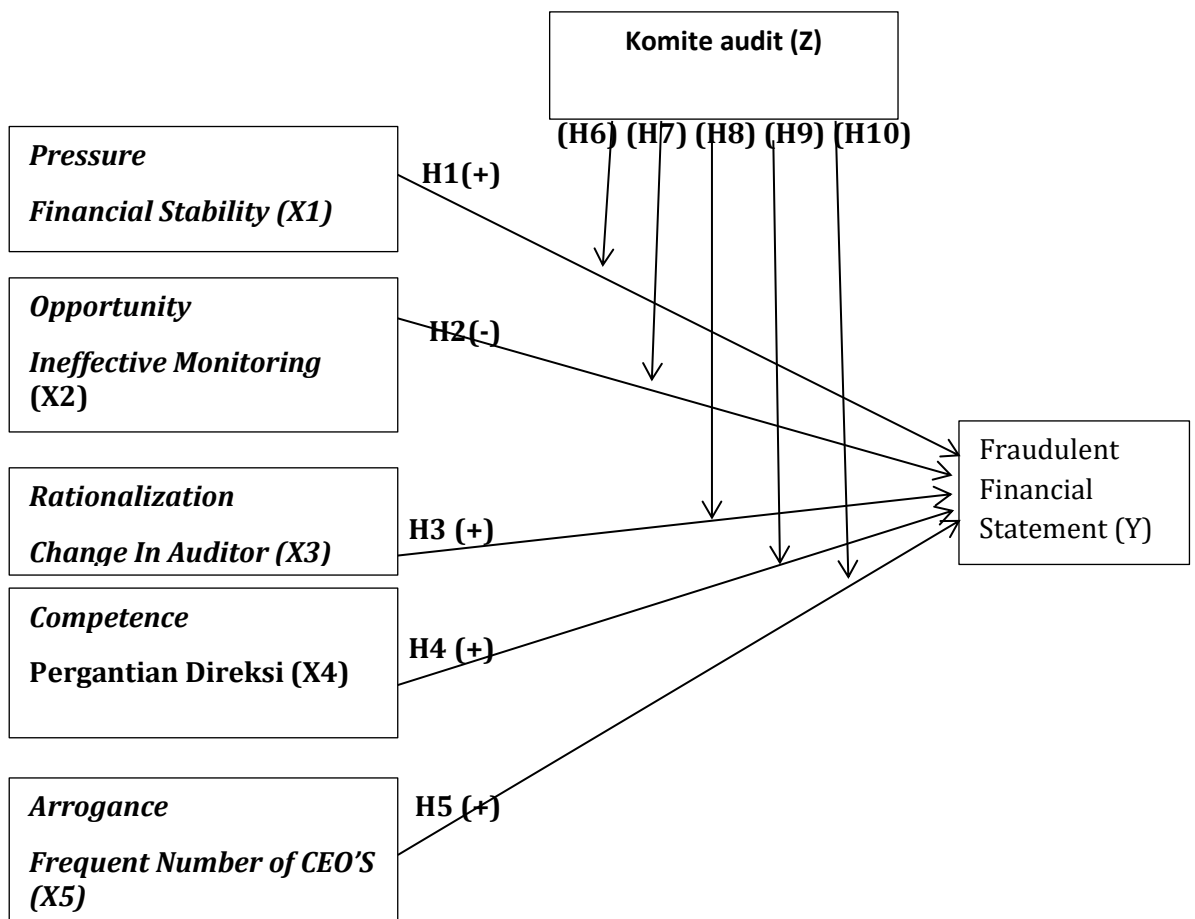 Komite audit (Z)
(H6) (H7) (H8) (H9) (H10)
Pressure
Financial Stability (X1)
H1(+)
Opportunity
Ineffective Monitoring
(X2)
H2(-)
Rationalization
Change In Auditor (X3)
H3 (+)
Competence
Pergantian Direksi (X4)
H4 (+)
Arrogance
Frequent Number of CEO’S
(X5)
H5 (+)
Fraudulent
Financial
Statement (Y)